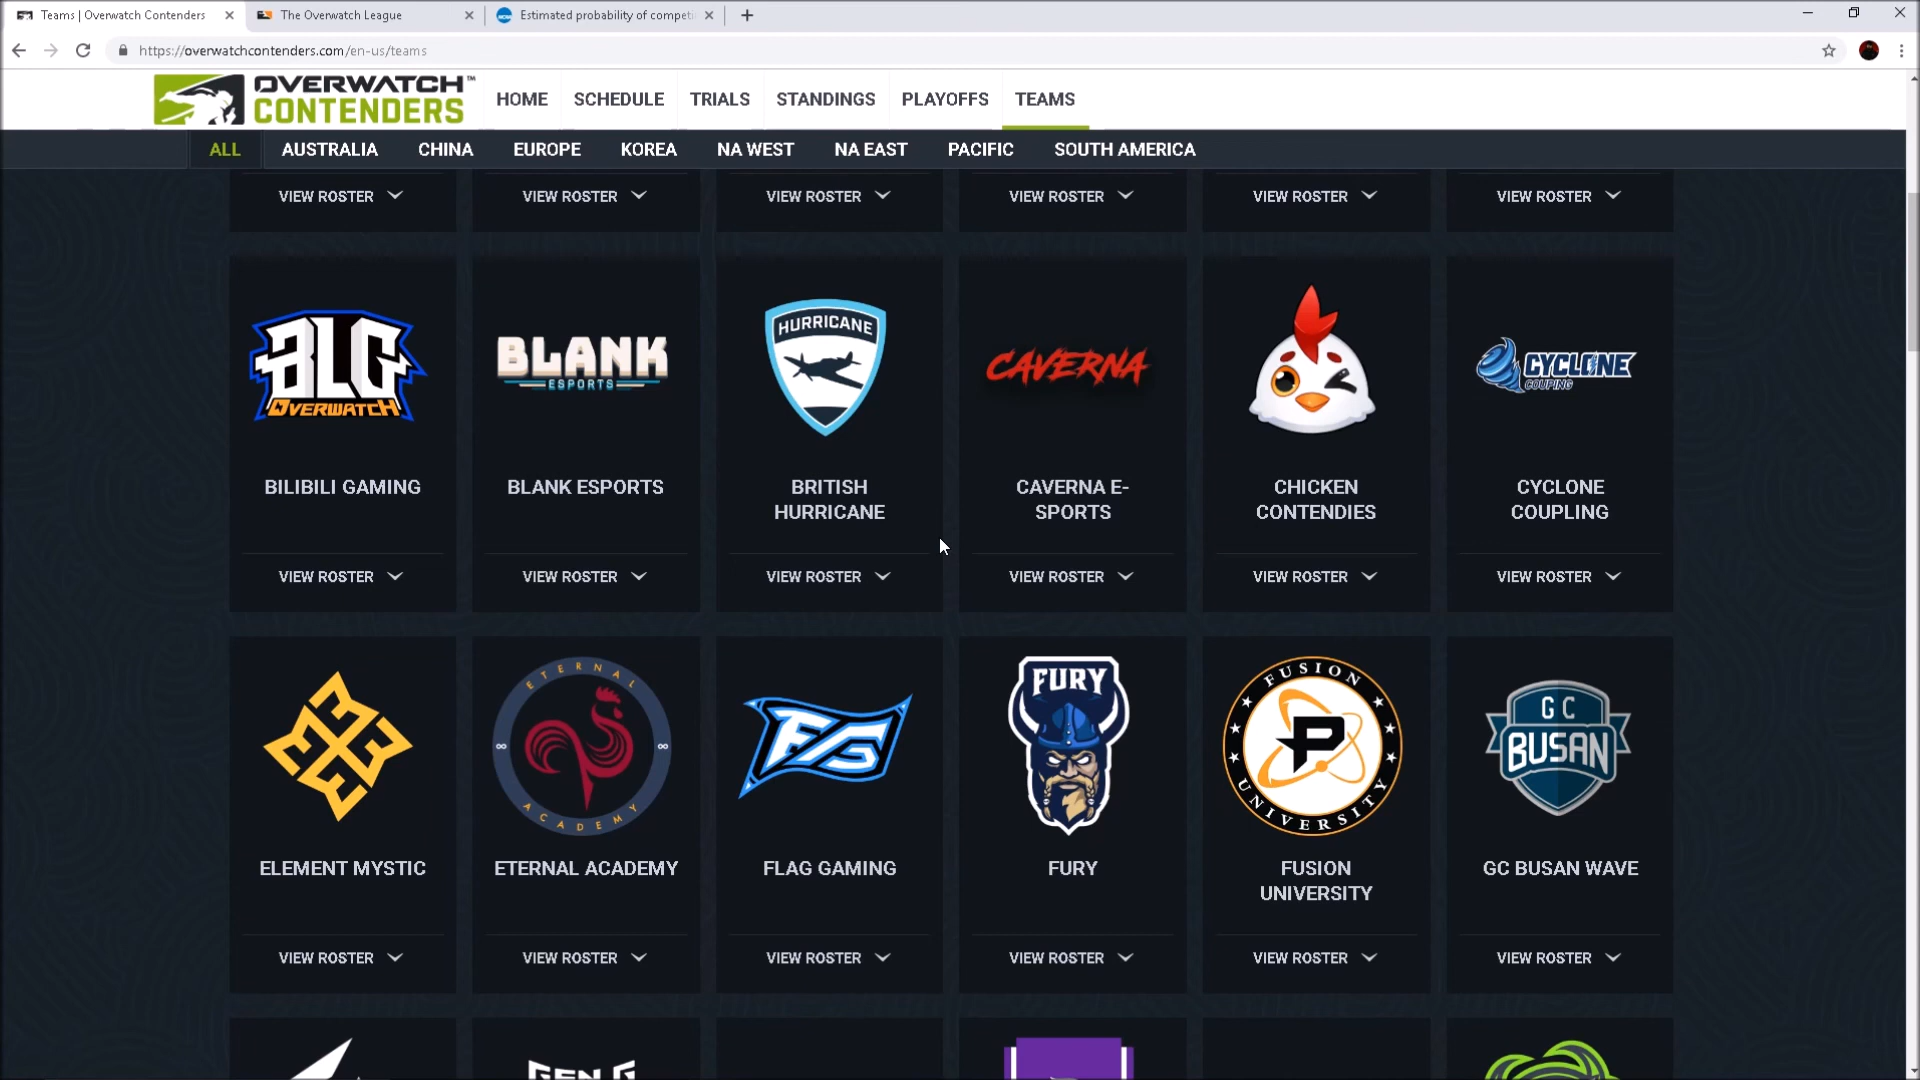 Teams | Overwatch Contenders
The Overwatch League
Estimated probability of competi
https://overwatchcontenders.com/en-us/teams
OVERWATCH™
CONTENDERS
HOME SCHEDULE TRIALS STANDINGS PLAYOFFS TEAMS
ALL AUSTRALIA CHINA EUROPE KOREA NA WEST NA EAST PACIFIC SOUTH AMERICA
VIEW ROSTER VIEW ROSTER VIEW ROSTER VIEW ROSTER VIEW ROSTER VIEW ROSTER
BLG
OVERWATCH
BLANK
ESPORTS
HURRICANE
CAVERNA
CYCLONE
COUPING
BILIBILI GAMING
BLANK ESPORTS
BRITISH
HURRICANE
CAVERNA E-
SPORTS
CHICKEN
CONTENDIES
CYCLONE
COUPLING
VIEW ROSTER VIEW ROSTER VIEW ROSTER VIEW ROSTER VIEW ROSTER VIEW ROSTER
ETERNAL
ACADEMY
FG
FURY
FUSION
P
UNIVERSITY
GC
BUSAN
ELEMENT MYSTIC
ETERNAL ACADEMY
FLAG GAMING
FURY
FUSION
UNIVERSITY
GC BUSAN WAVE
VIEW ROSTER VIEW ROSTER VIEW ROSTER VIEW ROSTER VIEW ROSTER VIEW ROSTER
GEN.G